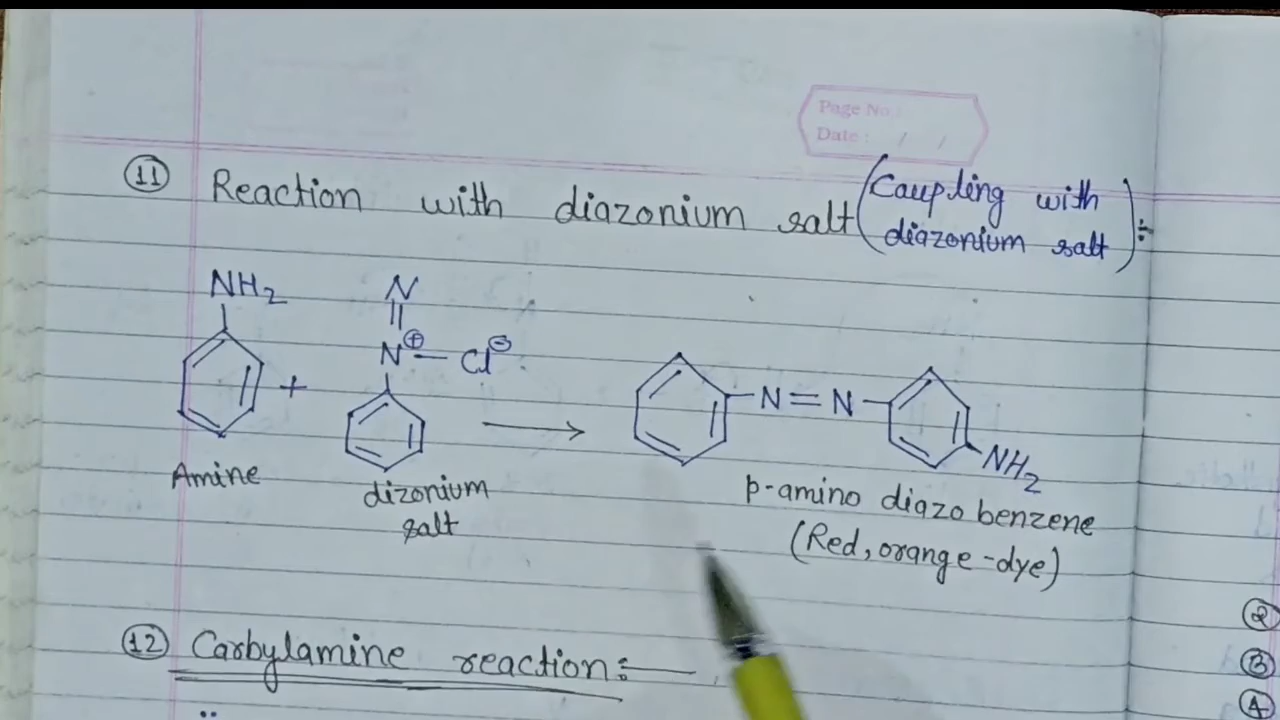 Page No.
Date : / /
11 Reaction with diazonium salt (Caupling with
diazonium salt) :-
NH2
N
N⊕ — Cl⊖
+
N = N
NH2
Amine
dizonium
salt
p-amino diazo benzene
(Red, orange-dye)
12 Carbylamine reaction :—
2
3
4